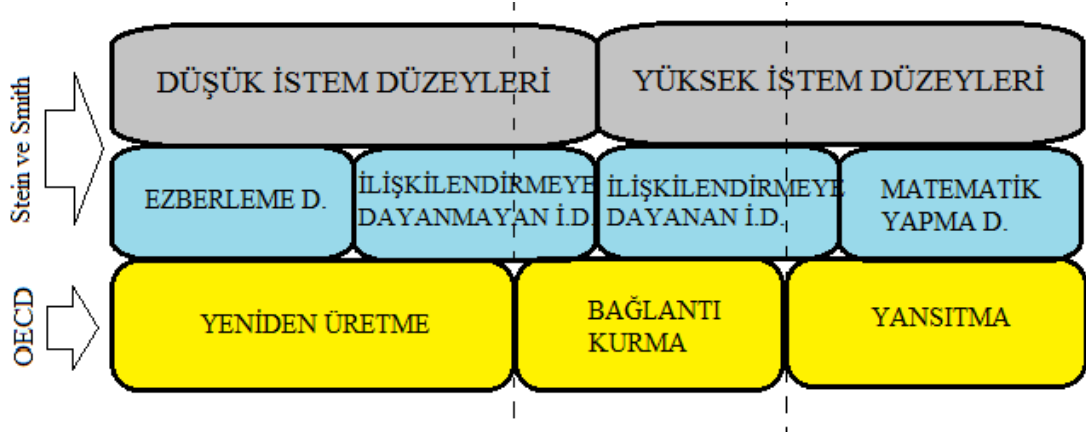 Stein ve Smith
DÜŞÜK İSTEM DÜZEYLERİ
YÜKSEK İSTEM DÜZEYLERİ
EZBERLEME D.
İLİŞKİLENDİRMEYE
DAYANMAYAN İ.D.
İLİŞKİLENDİRMEYE
DAYANAN İ.D.
MATEMATİK
YAPMA D.
OECD
YENİDEN ÜRETME
BAĞLANTI
KURMA
YANSITMA